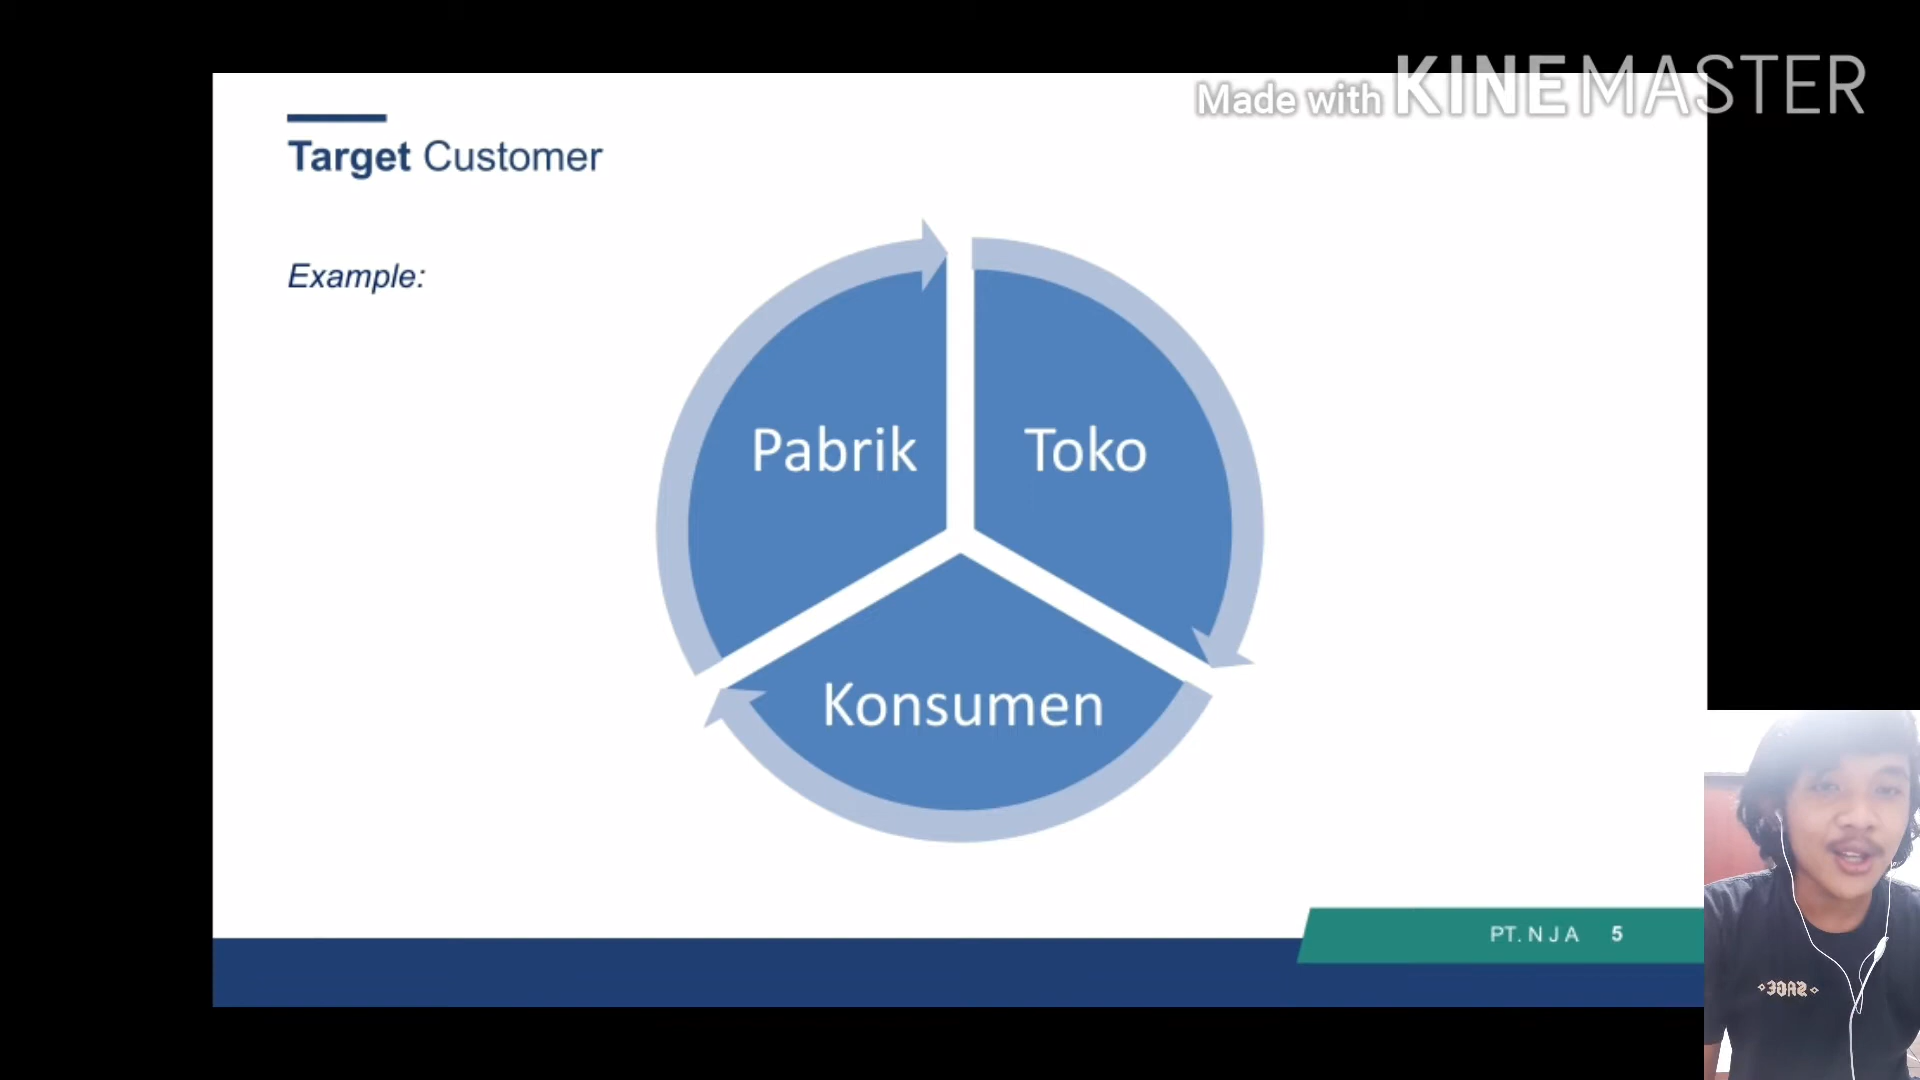 Made with KINEMASTER
Target Customer
Example:
Pabrik
Toko
Konsumen
PT. N J A 5